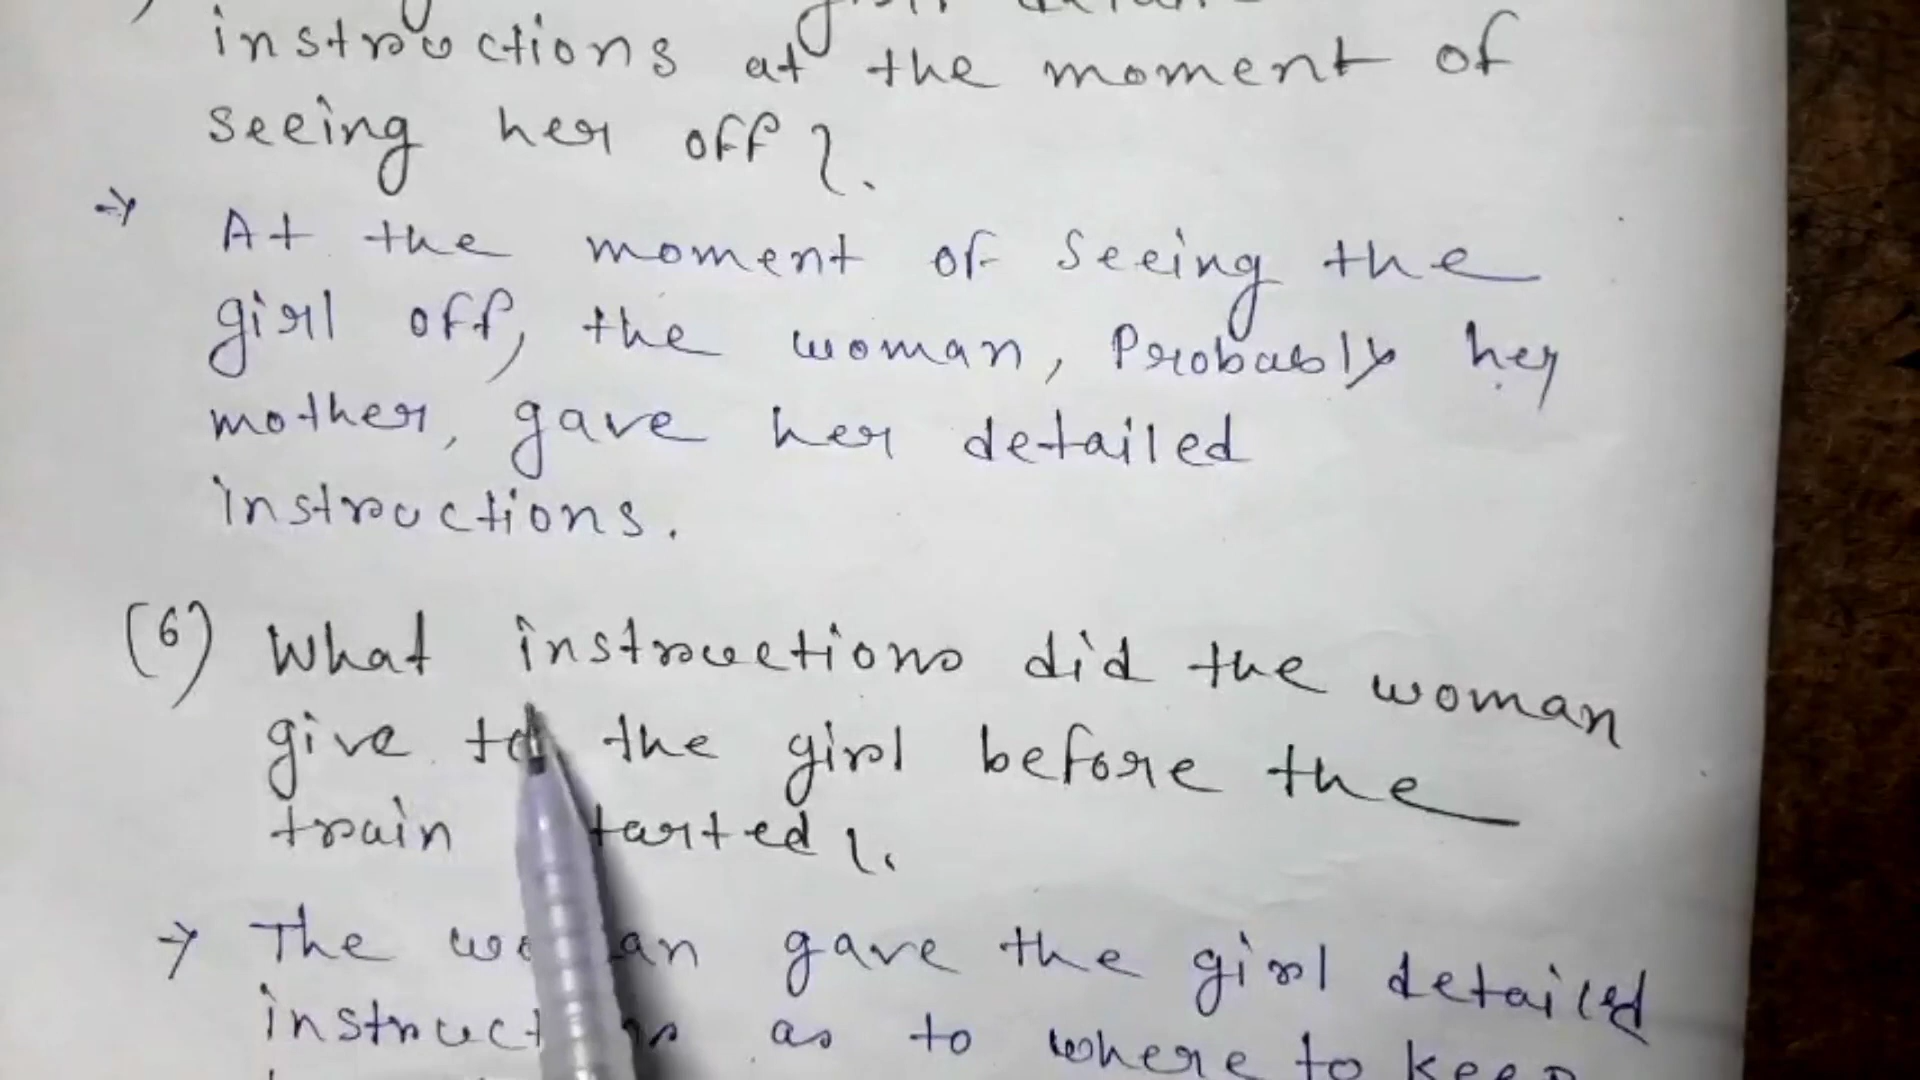 instructions at the moment of
seeing her off?
→ At the moment of seeing the
girl off, the woman, Probably her
mother, gave her detailed
instructions.
(6) What instructions did the woman
give to the girl before the
train started?
→ The woman gave the girl detailed
instructions as to where to keep